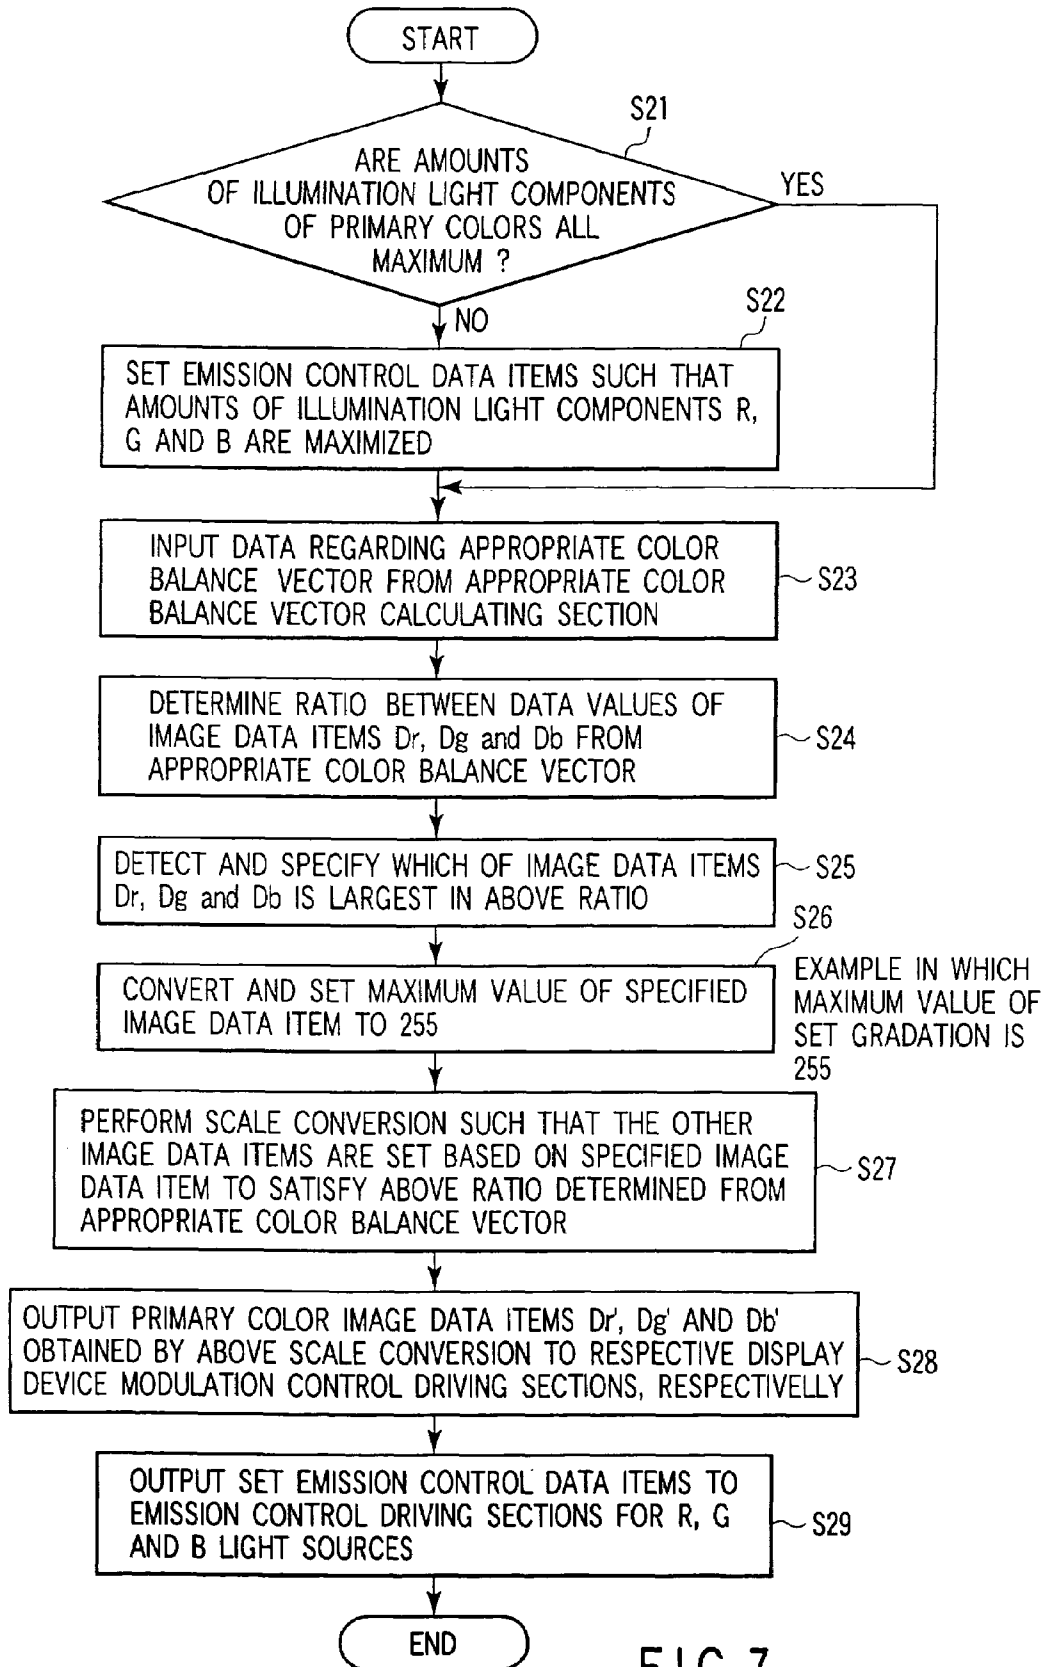 START
S21
ARE AMOUNTS
OF ILLUMINATION LIGHT COMPONENTS
OF PRIMARY COLORS ALL
MAXIMUM ?
YES
NO
S22
SET EMISSION CONTROL DATA ITEMS SUCH THAT
AMOUNTS OF ILLUMINATION LIGHT COMPONENTS R,
G AND B ARE MAXIMIZED
INPUT DATA REGARDING APPROPRIATE COLOR
BALANCE VECTOR FROM APPROPRIATE COLOR
BALANCE VECTOR CALCULATING SECTION
S23
DETERMINE RATIO BETWEEN DATA VALUES OF
IMAGE DATA ITEMS Dr, Dg and Db FROM
APPROPRIATE COLOR BALANCE VECTOR
S24
DETECT AND SPECIFY WHICH OF IMAGE DATA ITEMS
Dr, Dg and Db IS LARGEST IN ABOVE RATIO
S25
S26
CONVERT AND SET MAXIMUM VALUE OF SPECIFIED
IMAGE DATA ITEM TO 255
EXAMPLE IN WHICH
MAXIMUM VALUE OF
SET GRADATION IS
255
PERFORM SCALE CONVERSION SUCH THAT THE OTHER
IMAGE DATA ITEMS ARE SET BASED ON SPECIFIED IMAGE
DATA ITEM TO SATISFY ABOVE RATIO DETERMINED FROM
APPROPRIATE COLOR BALANCE VECTOR
S27
OUTPUT PRIMARY COLOR IMAGE DATA ITEMS Dr', Dg' AND Db'
OBTAINED BY ABOVE SCALE CONVERSION TO RESPECTIVE DISPLAY
DEVICE MODULATION CONTROL DRIVING SECTIONS, RESPECTIVELLY
S28
OUTPUT SET EMISSION CONTROL DATA ITEMS TO
EMISSION CONTROL DRIVING SECTIONS FOR R, G
AND B LIGHT SOURCES
S29
END
FIG. 7